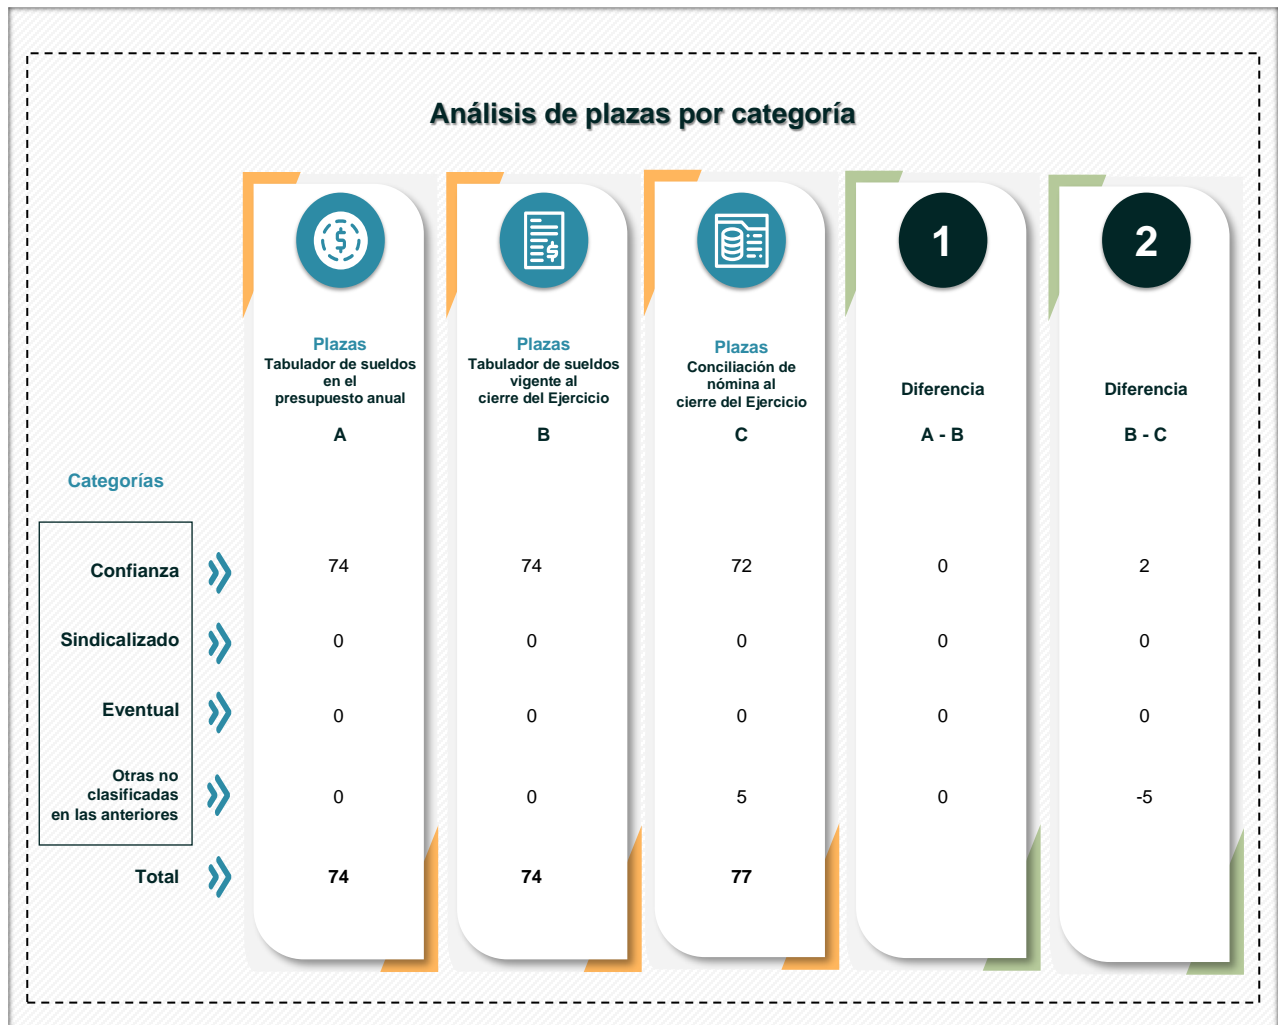 Análisis de plazas por categoría
1
2
Plazas
Tabulador de sueldos
en el
presupuesto anual
A
Plazas
Tabulador de sueldos
vigente al
cierre del Ejercicio
B
Plazas
Conciliación de
nómina al
cierre del Ejercicio
C
Diferencia
A - B
Diferencia
B - C
Categorías
Confianza 74 74 72 0 2
Sindicalizado 0 0 0 0 0
Eventual 0 0 0 0 0
Otras no
clasificadas
en las anteriores
0 0 5 0 -5
Total 74 74 77